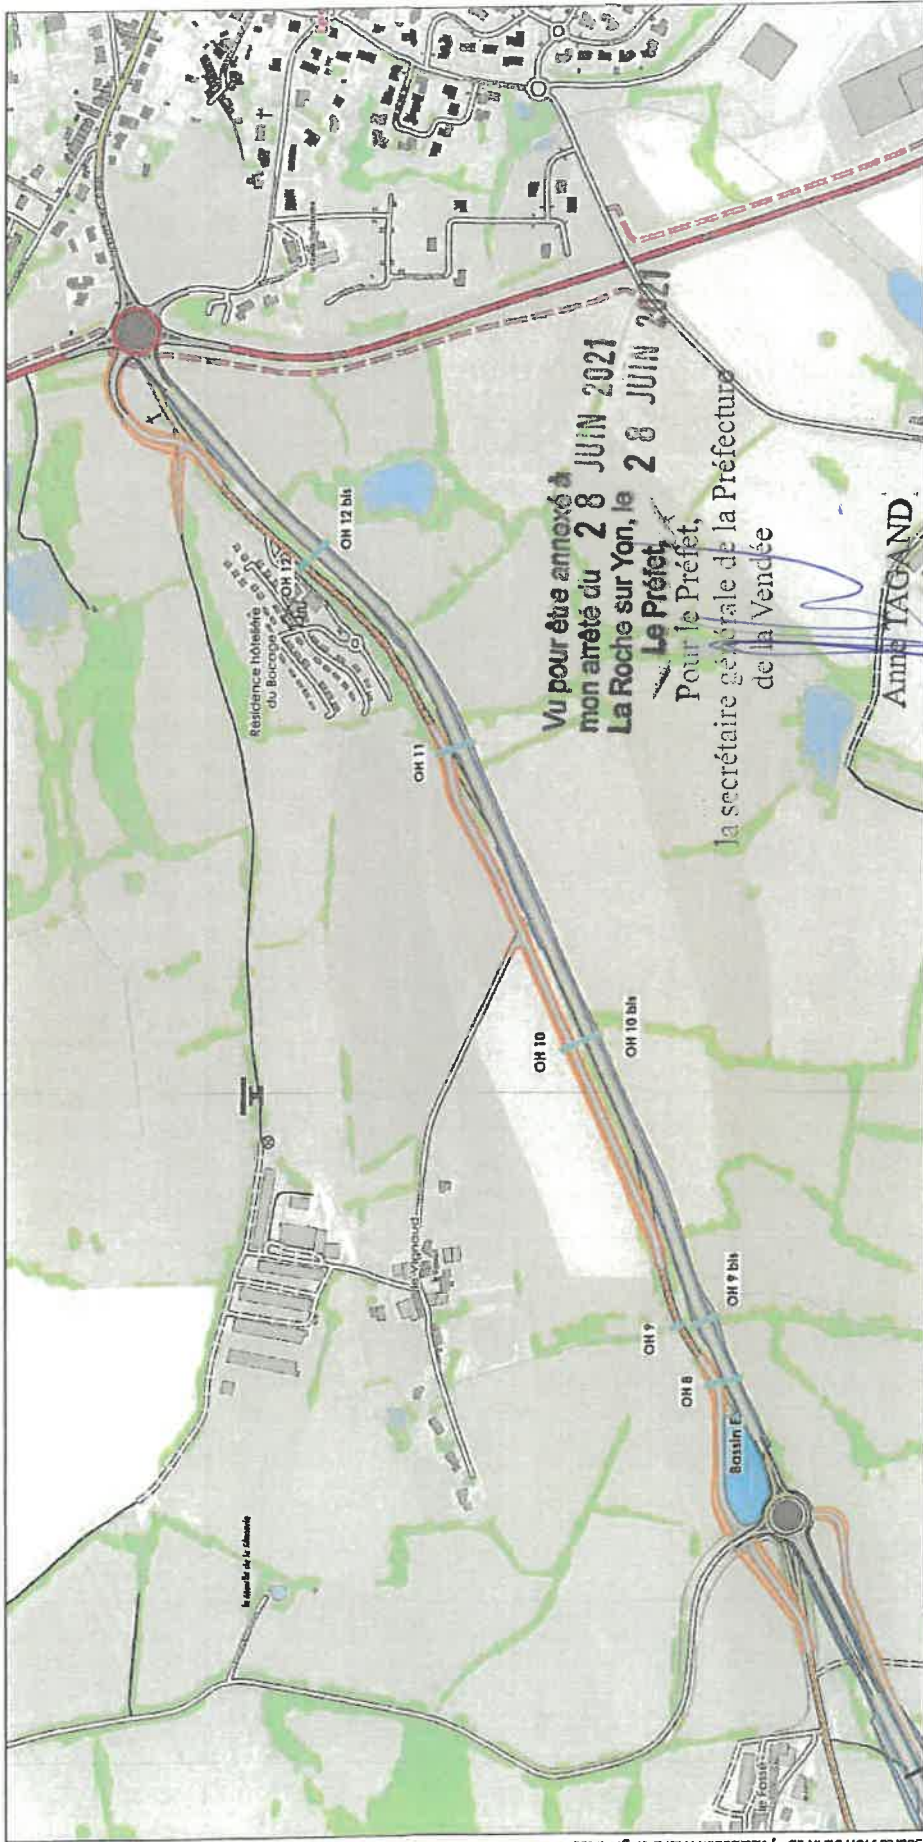 Résidence hôtelière
du Bocage
OH 12
OH 12 bis
OH 11
OH 10
OH 10 bis
OH 9
OH 9 bis
OH 8
Bassin E
le Vignaud
le Fossé
Vu pour être annexé à
mon arrêté du 28 JUIN 2021
La Roche sur Yon, le 28 JUIN 2021
Le Préfet,
Pour le Préfet,
la secrétaire générale de la Préfecture
de la Vendée
Anne TAGAND